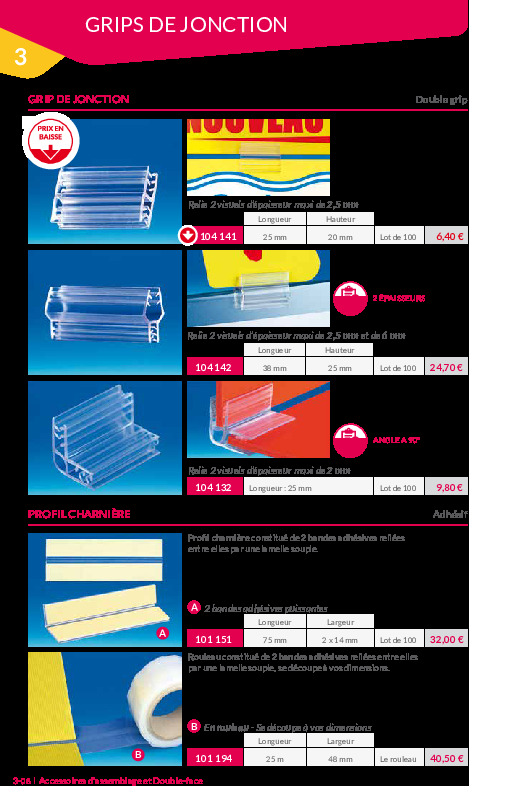 GRIPS DE JONCTION
3
GRIP DE JONCTION
Double grip
PRIX EN
BAISSE
NOUVEAU
Relie 2 visuels d'épaisseur maxi de 2,5 mm
Longueur Hauteur
104 141 25 mm 20 mm Lot de 100 6,40 €
2 ÉPAISSEURS
Relie 2 visuels d'épaisseur maxi de 2,5 mm et de 6 mm
Longueur Hauteur
104 142 38 mm 25 mm Lot de 100 24,70 €
ANGLE A 90°
Relie 2 visuels d'épaisseur maxi de 2 mm
104 132 Longueur : 25 mm Lot de 100 9,80 €
PROFIL CHARNIÈRE
Adhésif
Profil charnière constitué de 2 bandes adhésives reliées
entre elles par une lamelle souple.
A
A 2 bandes adhésives puissantes
Longueur Largeur
101 151 75 mm 2 x 14 mm Lot de 100 32,00 €
Rouleau constitué de 2 bandes adhésives reliées entre elles
par une lamelle souple, se découpe à vos dimensions.
B
B En rouleau - Se découpe à vos dimensions
Longueur Largeur
101 194 25 m 48 mm Le rouleau 40,50 €
3-06 I Accessoires d'assemblage et Double-face